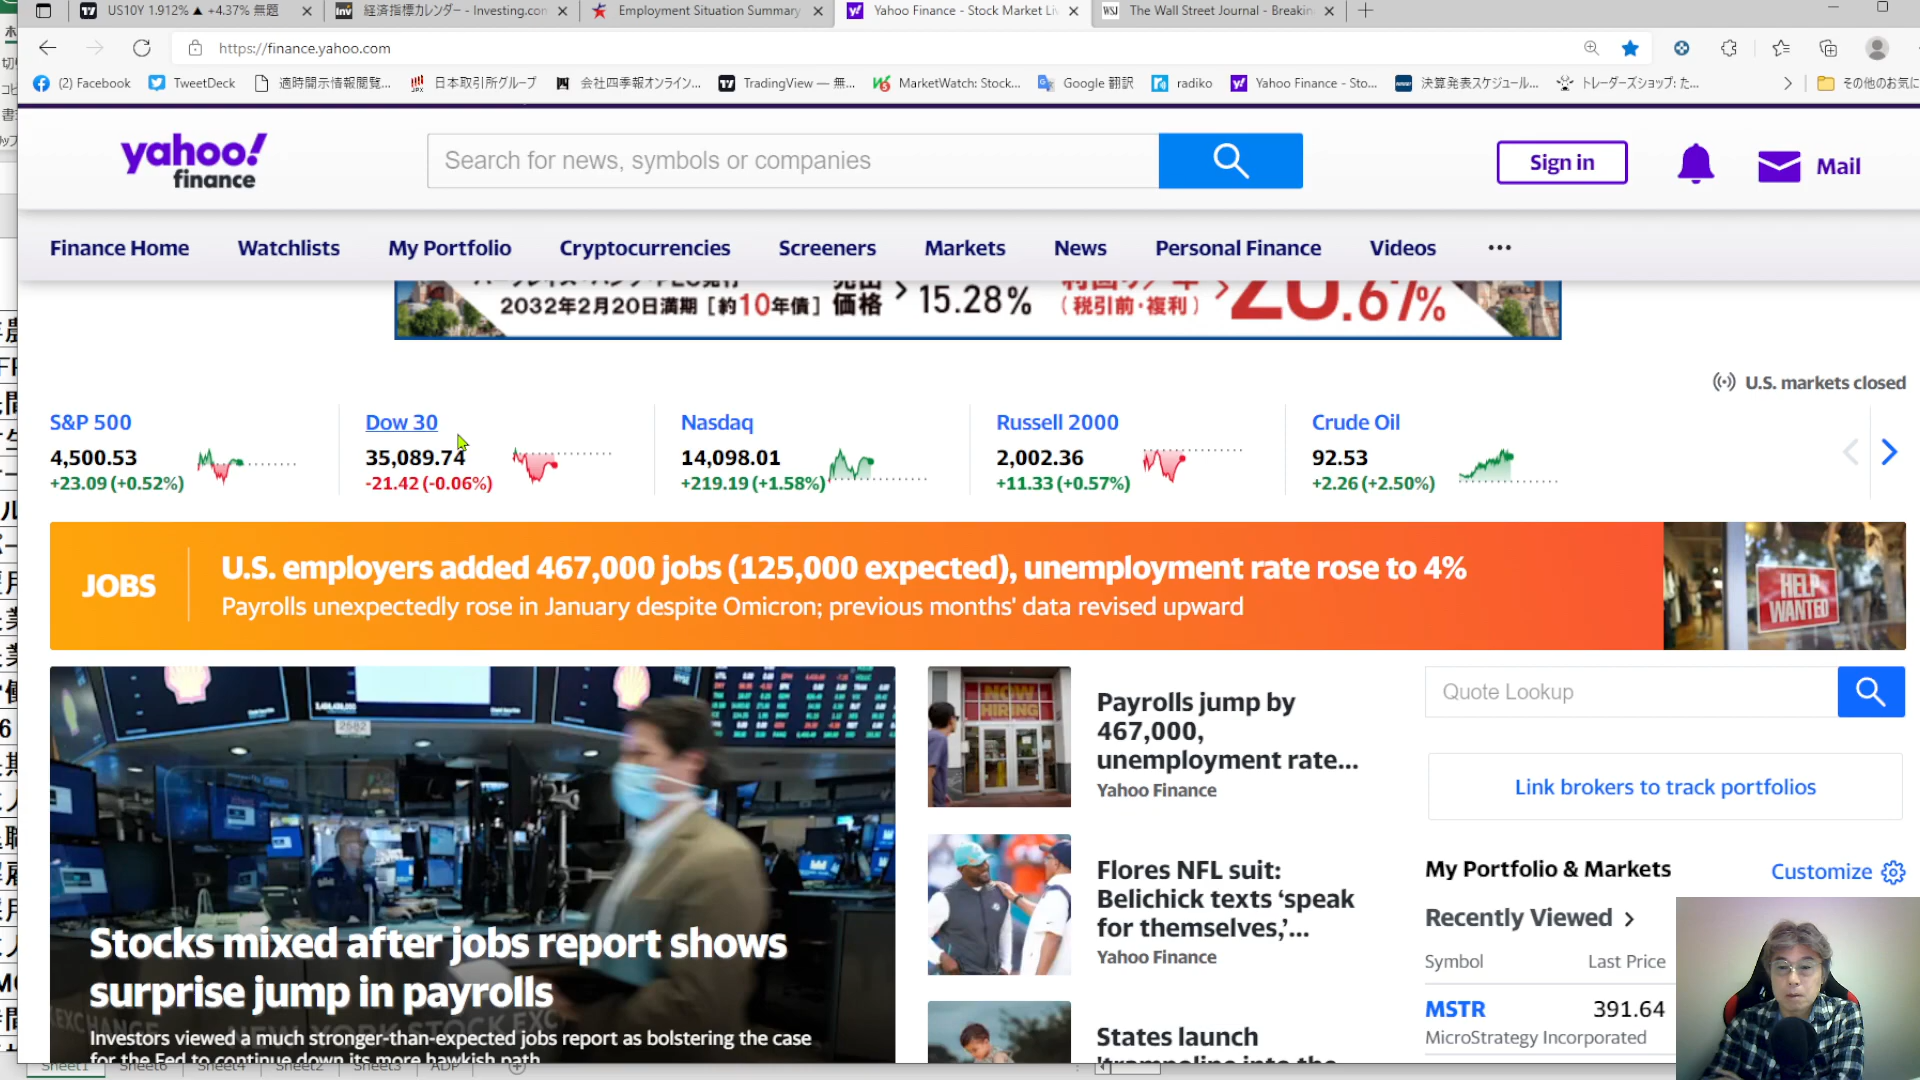 US10Y 1.912% ▲ +4.37% 無題
経済指標カレンダー - Investing.com
Employment Situation Summary
Yahoo Finance - Stock Market Li
The Wall Street Journal - Breakin
https://finance.yahoo.com
(2) Facebook
TweetDeck
適時開示情報閲覧...
日本取引所グループ
会社四季報オンライン...
TradingView — 無...
MarketWatch: Stock...
Google 翻訳
radiko
Yahoo Finance - Sto...
決算発表スケジュール...
トレーダーズショップ: た...
その他のお気に
yahoo!
finance
Search for news, symbols or companies
Sign in
Mail
Finance Home
Watchlists
My Portfolio
Cryptocurrencies
Screeners
Markets
News
Personal Finance
Videos
...
2032年2月20日満期[約10年債]
価格
15.28%
(税引前・複利)
20.67%
U.S. markets closed
S&P 500
4,500.53
+23.09 (+0.52%)
Dow 30
35,089.74
-21.42 (-0.06%)
Nasdaq
14,098.01
+219.19 (+1.58%)
Russell 2000
2,002.36
+11.33 (+0.57%)
Crude Oil
92.53
+2.26 (+2.50%)
JOBS
U.S. employers added 467,000 jobs (125,000 expected), unemployment rate rose to 4%
Payrolls unexpectedly rose in January despite Omicron; previous months' data revised upward
HELP
WANTED
NOW
HIRING
Payrolls jump by
467,000,
unemployment rate...
Yahoo Finance
Flores NFL suit:
Belichick texts ‘speak
for themselves,’...
Yahoo Finance
States launch
Stocks mixed after jobs report shows
surprise jump in payrolls
Investors viewed a much stronger-than-expected jobs report as bolstering the case
for the Fed to continue down its more hawkish path
Quote Lookup
Link brokers to track portfolios
My Portfolio & Markets
Customize
Recently Viewed
Symbol
Last Price
MSTR
391.64
MicroStrategy Incorporated
Sheet1
Sheet6
Sheet4
Sheet2
Sheet3
ADP